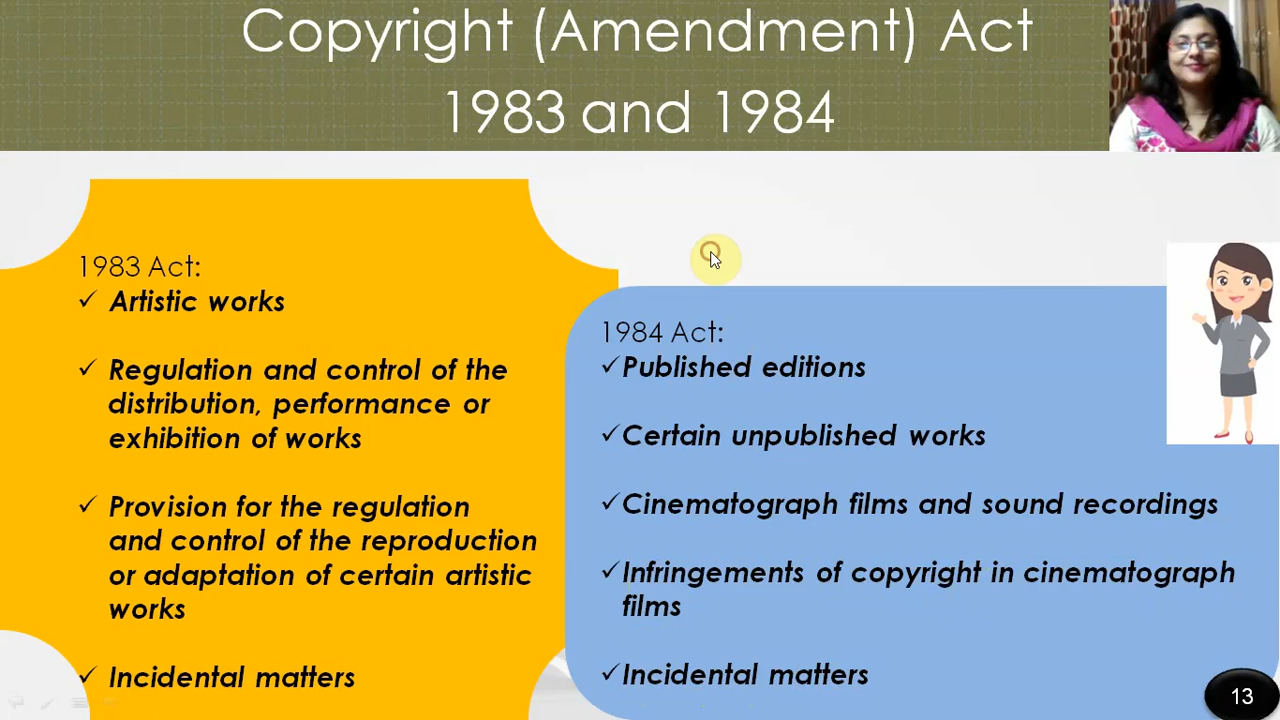 Copyright (Amendment) Act
1983 and 1984
1983 Act:
✓ Artistic works
✓ Regulation and control of the
distribution, performance or
exhibition of works
✓ Provision for the regulation
and control of the reproduction
or adaptation of certain artistic
works
✓ Incidental matters
1984 Act:
✓Published editions
✓Certain unpublished works
✓Cinematograph films and sound recordings
✓Infringements of copyright in cinematograph
films
✓Incidental matters
13